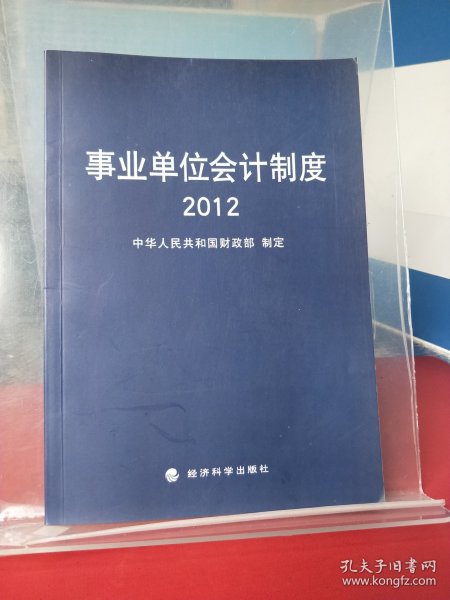 事业单位会计制度
2012
中华人民共和国财政部 制定
经济科学出版社
孔夫子旧书网
www.kongfz.com